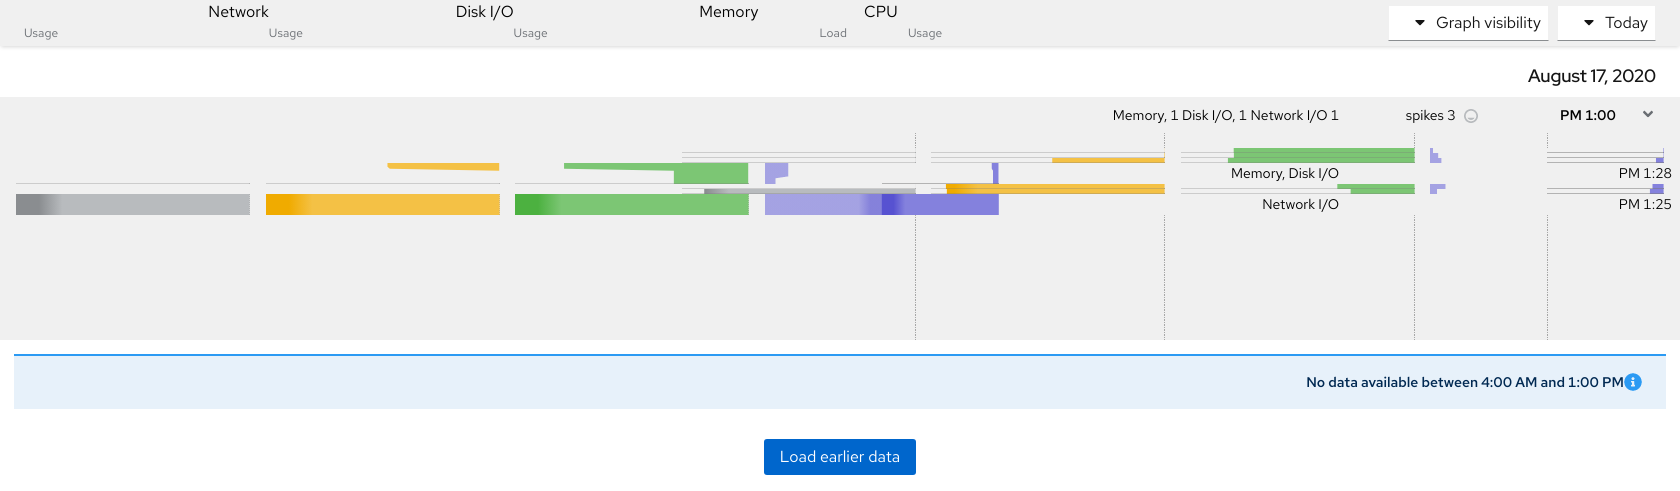 Network Disk I/O Memory CPU
Usage Usage Usage Load Usage
Graph visibility Today
August 17, 2020
Memory, 1 Disk I/O, 1 Network I/O 1 spikes 3 PM 1:00
Memory, Disk I/O PM 1:28
Network I/O PM 1:25
No data available between 4:00 AM and 1:00 PM
Load earlier data